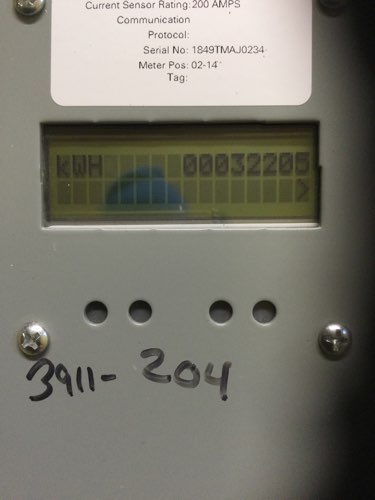 Current Sensor Rating: 200 AMPS
Communication
Protocol:
Serial No: 1849TMAJ0234
Meter Pos: 02-14
Tag:
kWH 00032205
>
3911- 204